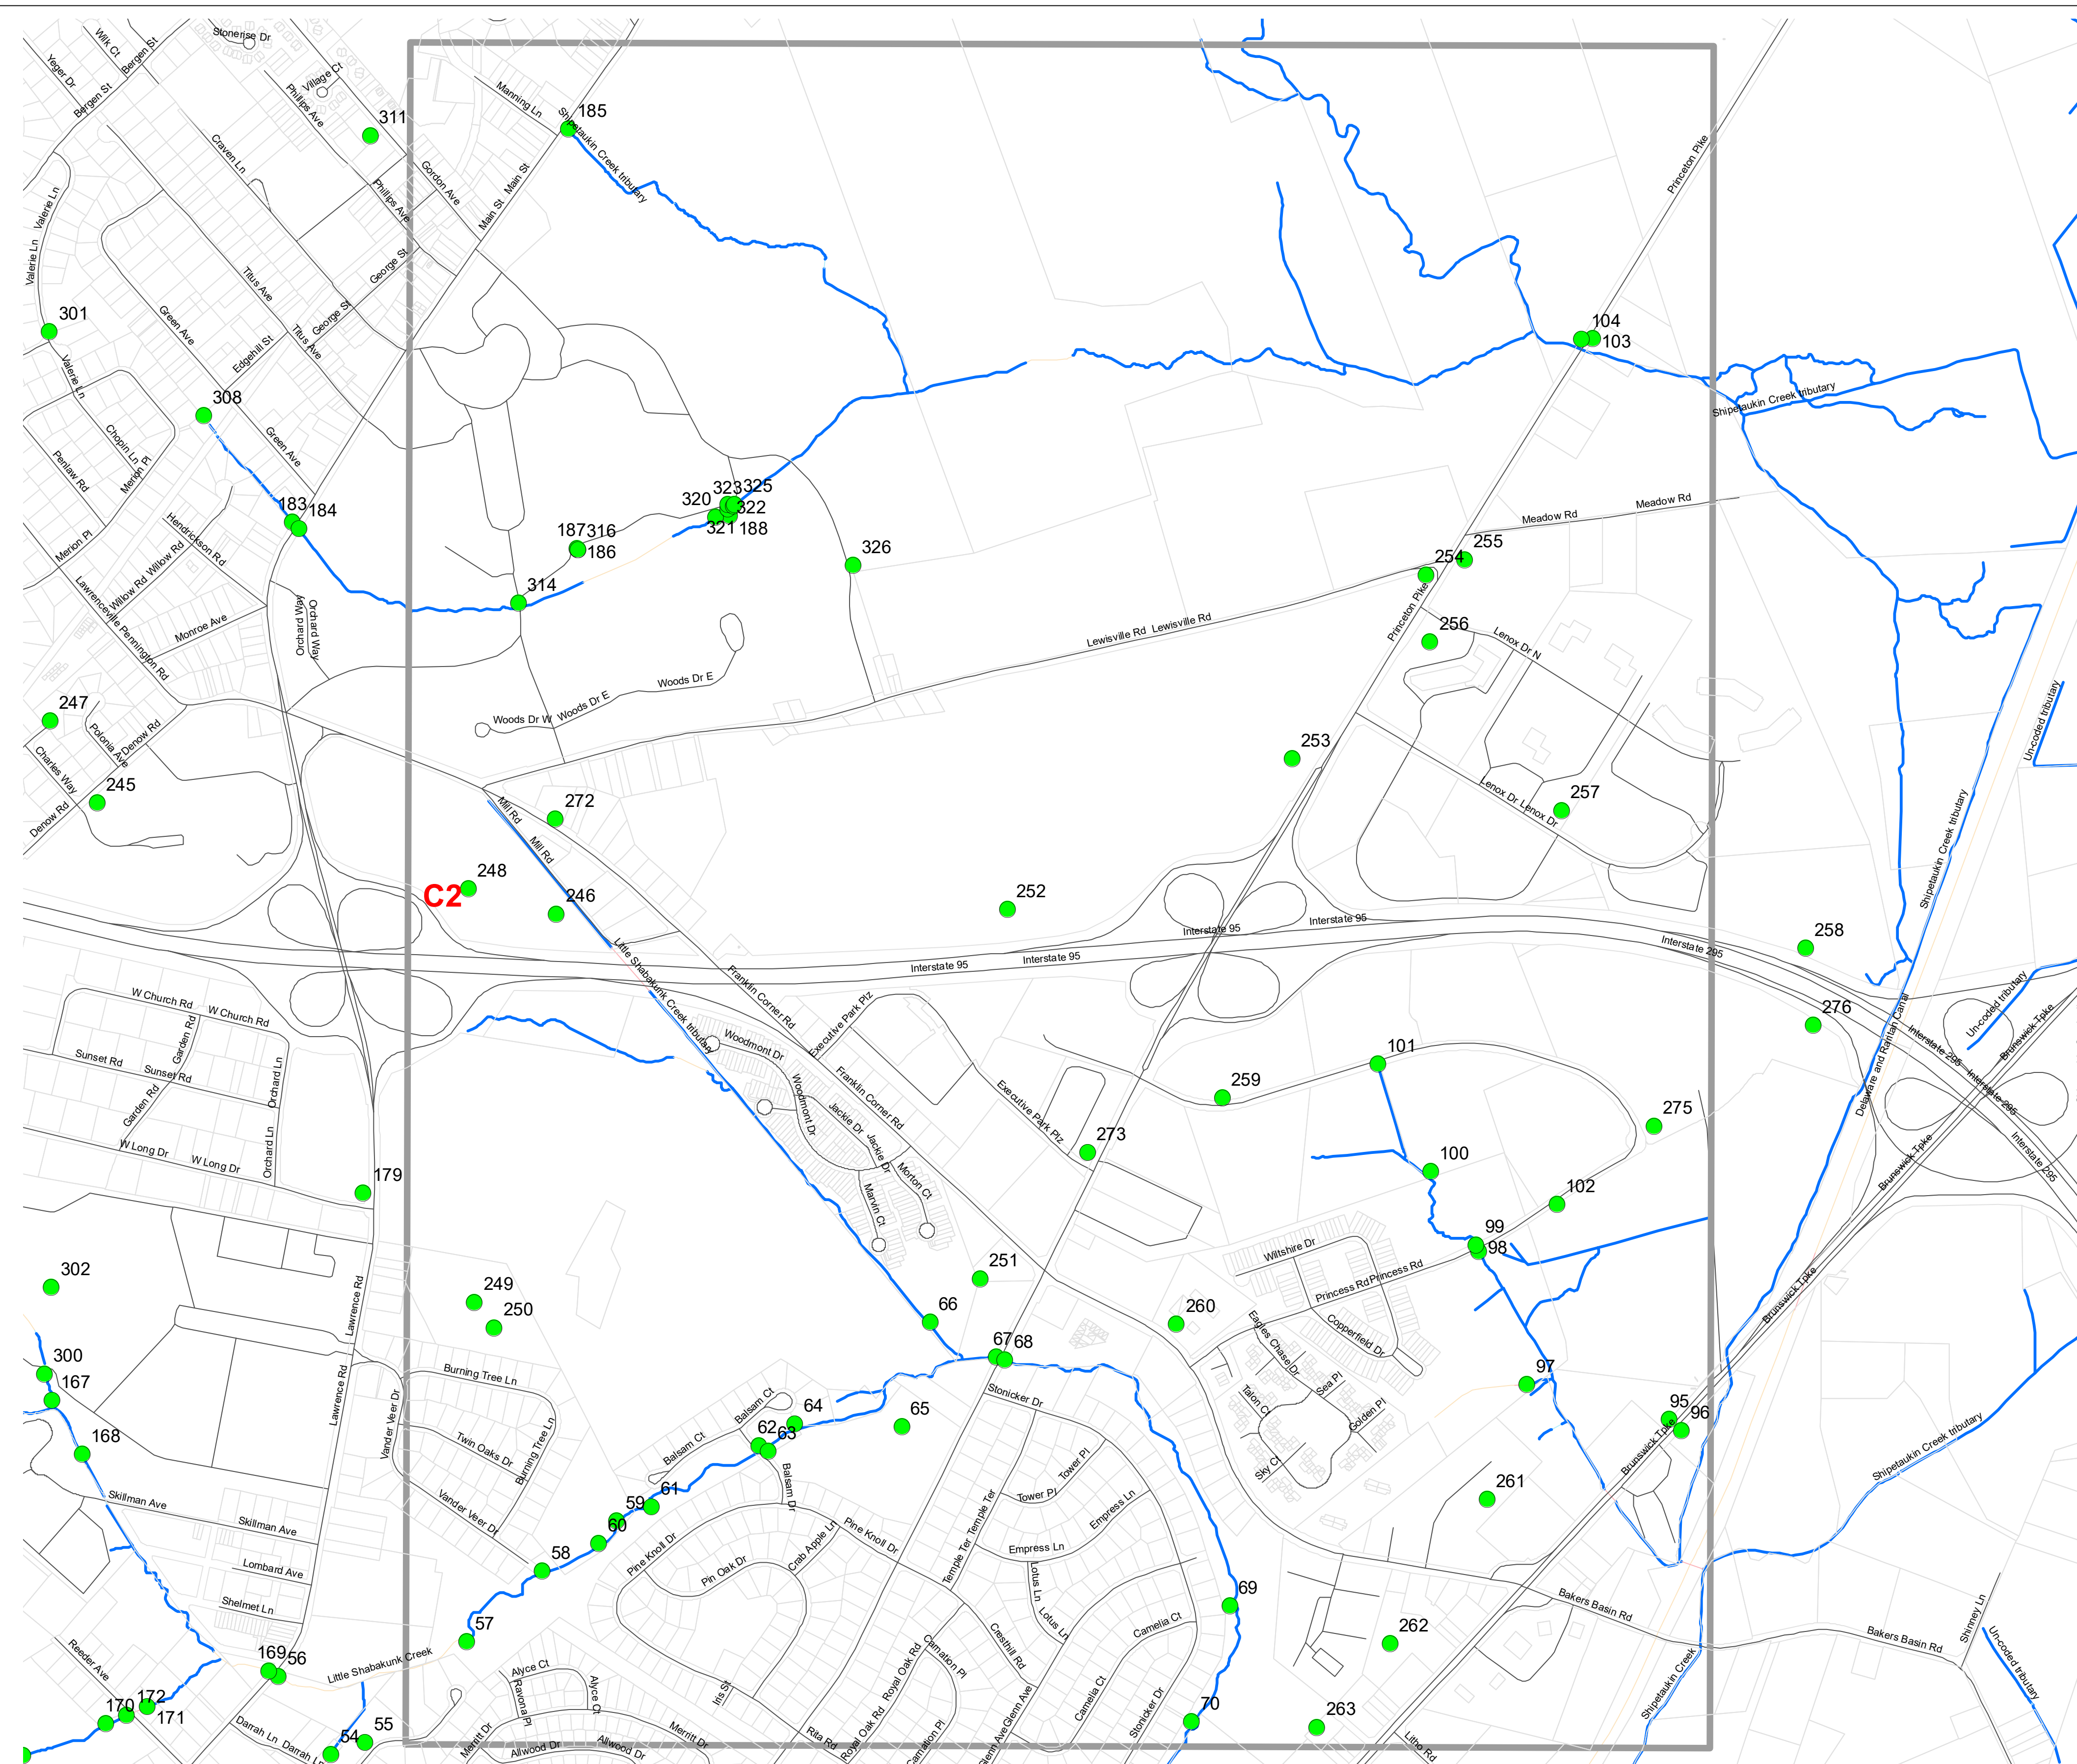 Stonerise Dr
Wilk Ct
Bergen St
Yeger Dr
Bergen St
Village Ct
Phillips Ave
311
Manning Ln
185
Shipetaukin Creek tributary
Craven Ln
Gordon Ave
Main St
Phillips Ave
Main St
Princeton Pike
Valerie Ln
Valerie Ln
George St
Titus Ave
George St
Green Ave
Titus Ave
Edgehill St
301
104
103
Valerie Ln
Shipetaukin Creek tributary
308
Green Ave
Chopin Ln
Penlaw Rd
Merion Pl
183
184
320
323
325
322
321
188
Meadow Rd
Meadow Rd
187
316
186
Hendrickson Rd
Merion Pl
Willow Rd
Willow Rd
Lawrenceville Pennington Rd
Monroe Ave
Orchard Way
Orchard Way
314
326
254
255
Princeton Pike
256
Lewisville Rd
Lewisville Rd
Lenox Dr N
Woods Dr E
Woods Dr E
Woods Dr W
247
Polonia Ave
Denow Rd
Charles Way
245
Denow Rd
Un-coded tributary
253
Lenox Dr
Lenox Dr
257
272
Mill Rd
Mill Rd
248
C2
246
252
Shipetaukin Creek tributary
Interstate 95
Interstate 95
Interstate 95
Interstate 95
Interstate 295
258
Little Shabakunk Creek tributary
Franklin Corner Rd
W Church Rd
W Church Rd
Garden Rd
Sunset Rd
Sunset Rd
Garden Rd
Orchard Ln
Orchard Ln
W Long Dr
W Long Dr
Executive Park Plz
Woodmont Dr
Woodmont Dr
Franklin Corner Rd
Jackie Dr
Jackie Dr
Morton Ct
Marvin Ct
Executive Park Plz
276
Un-coded tributary
Brunswick Tpke
Interstate 295
Interstate 295
Interstate 295
Delaware and Raritan Canal
Brunswick Tpke
101
259
275
273
100
102
179
99
98
Wiltshire Dr
Princess Rd
Princess Rd
Copperfield Dr
251
302
249
250
Lawrence Rd
66
260
67
68
Eagles Chase Dr
Sea Pl
Talon Ct
Golden Pl
Sky Ct
Brunswick Tpke
97
95
96
Brunswick Tpke
300
167
Burning Tree Ln
Lawrence Rd
Vander Veer Dr
Twin Oaks Dr
Burning Tree Ln
Vander Veer Dr
Balsam Ct
Balsam Ct
64
65
62
63
Balsam Dr
Stonicker Dr
Tower Pl
Tower Pl
Empress Ln
Empress Ln
Temple Ter
Temple Ter
168
Skillman Ave
Skillman Ave
61
59
60
58
Pine Knoll Dr
Pine Knoll Dr
Pin Oak Dr
Crab Apple Ln
261
Shipetaukin Creek tributary
Lombard Ave
Shelmet Ln
Lotus Ln
Lotus Ln
69
Bakers Basin Rd
Bakers Basin Rd
Shinney Ln
Un-coded tributary
57
Camelia Ct
Camelia Ct
262
Reeder Ave
169
56
Little Shabakunk Creek
Alyce Ct
Alyce Ct
Ravona Pl
Iris St
Cresthill Rd
Carnation Pl
Royal Oak Rd
Royal Oak Rd
Carnation Pl
Glenn Ave
Glenn Ave
Stonicker Dr
70
263
Shipetaukin Creek
170
172
171
Darrah Ln
Darrah Ln
54
55
Merritt Dr
Merritt Dr
Allwood Dr
Allwood Dr
Rita Rd
Litho Rd